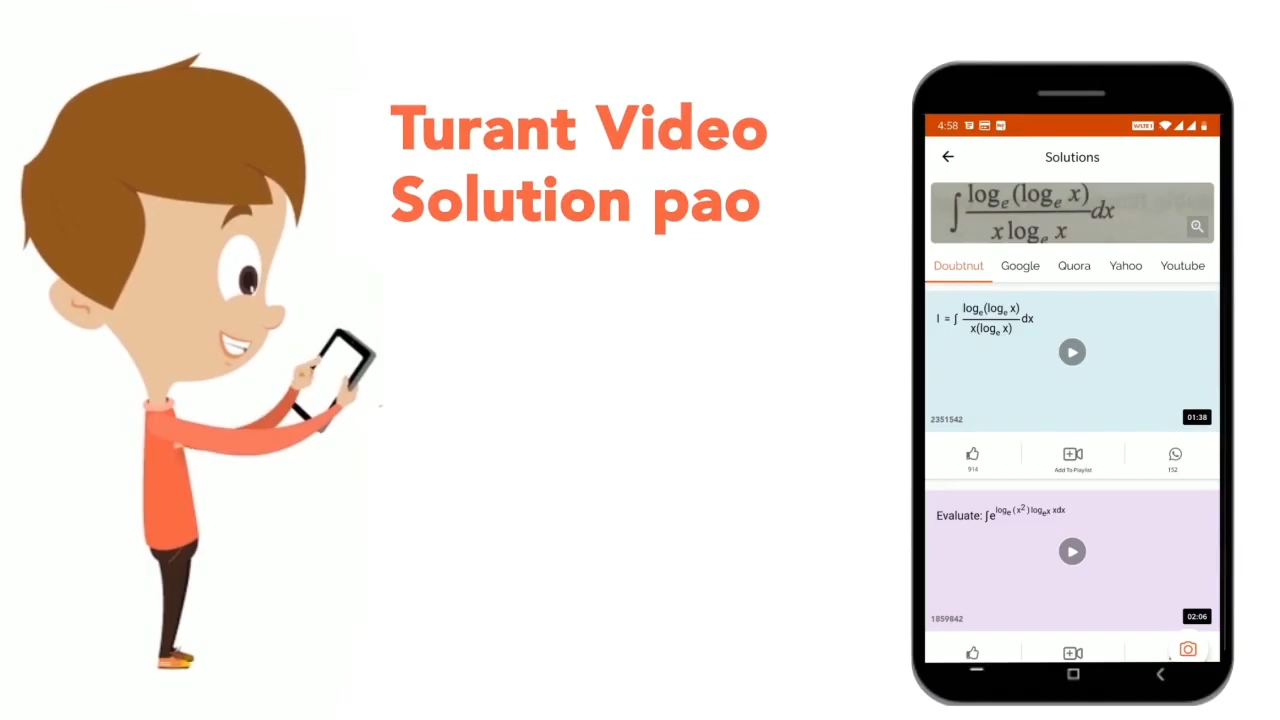 Turant Video
Solution pao
4:58
VoLTE1
Solutions
∫ logₑ(logₑ x) / x logₑ x dx
Doubtnut Google Quora Yahoo Youtube
I = ∫ logₑ(logₑ x) / x(logₑ x) dx
2351542 01:38
914 Add To Playlist 152
Evaluate: ∫e^logₑ(x²)logₑx xdx
1859842 02:06